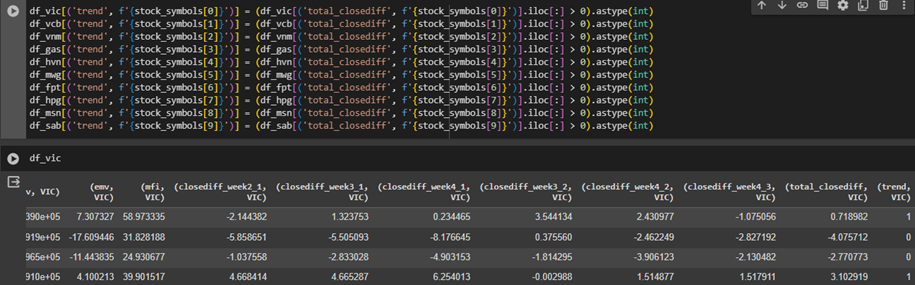 df_vic[('trend', f'{stock_symbols[0]}')] = (df_vic[('total_closediff', f'{stock_symbols[0]}')].iloc[:] > 0).astype(int)
df_vcb[('trend', f'{stock_symbols[1]}')] = (df_vcb[('total_closediff', f'{stock_symbols[1]}')].iloc[:] > 0).astype(int)
df_vnm[('trend', f'{stock_symbols[2]}')] = (df_vnm[('total_closediff', f'{stock_symbols[2]}')].iloc[:] > 0).astype(int)
df_gas[('trend', f'{stock_symbols[3]}')] = (df_gas[('total_closediff', f'{stock_symbols[3]}')].iloc[:] > 0).astype(int)
df_hvn[('trend', f'{stock_symbols[4]}')] = (df_hvn[('total_closediff', f'{stock_symbols[4]}')].iloc[:] > 0).astype(int)
df_mwg[('trend', f'{stock_symbols[5]}')] = (df_mwg[('total_closediff', f'{stock_symbols[5]}')].iloc[:] > 0).astype(int)
df_fpt[('trend', f'{stock_symbols[6]}')] = (df_fpt[('total_closediff', f'{stock_symbols[6]}')].iloc[:] > 0).astype(int)
df_hpg[('trend', f'{stock_symbols[7]}')] = (df_hpg[('total_closediff', f'{stock_symbols[7]}')].iloc[:] > 0).astype(int)
df_msn[('trend', f'{stock_symbols[8]}')] = (df_msn[('total_closediff', f'{stock_symbols[8]}')].iloc[:] > 0).astype(int)
df_sab[('trend', f'{stock_symbols[9]}')] = (df_sab[('total_closediff', f'{stock_symbols[9]}')].iloc[:] > 0).astype(int)
df_vic
(emv, (mfi, (closediff_week2_1, (closediff_week3_1, (closediff_week4_1, (closediff_week3_2, (closediff_week4_2, (closediff_week4_3, (total_closediff, (trend,
v, VIC) VIC) VIC) VIC) VIC) VIC) VIC) VIC) VIC) VIC) VIC)
390e+05 7.307327 58.973335 -2.144382 1.323753 0.234465 3.544134 2.430977 -1.075056 0.718982 1
919e+05 -17.609446 31.828188 -5.858651 -5.505093 -8.176645 0.375560 -2.462249 -2.827192 -4.075712 0
965e+05 -11.443835 24.930677 -1.037558 -2.833028 -4.903153 -1.814295 -3.906123 -2.130482 -2.770773 0
910e+05 4.100213 39.901517 4.668414 4.665287 6.254013 -0.002988 1.514877 1.517911 3.102919 1